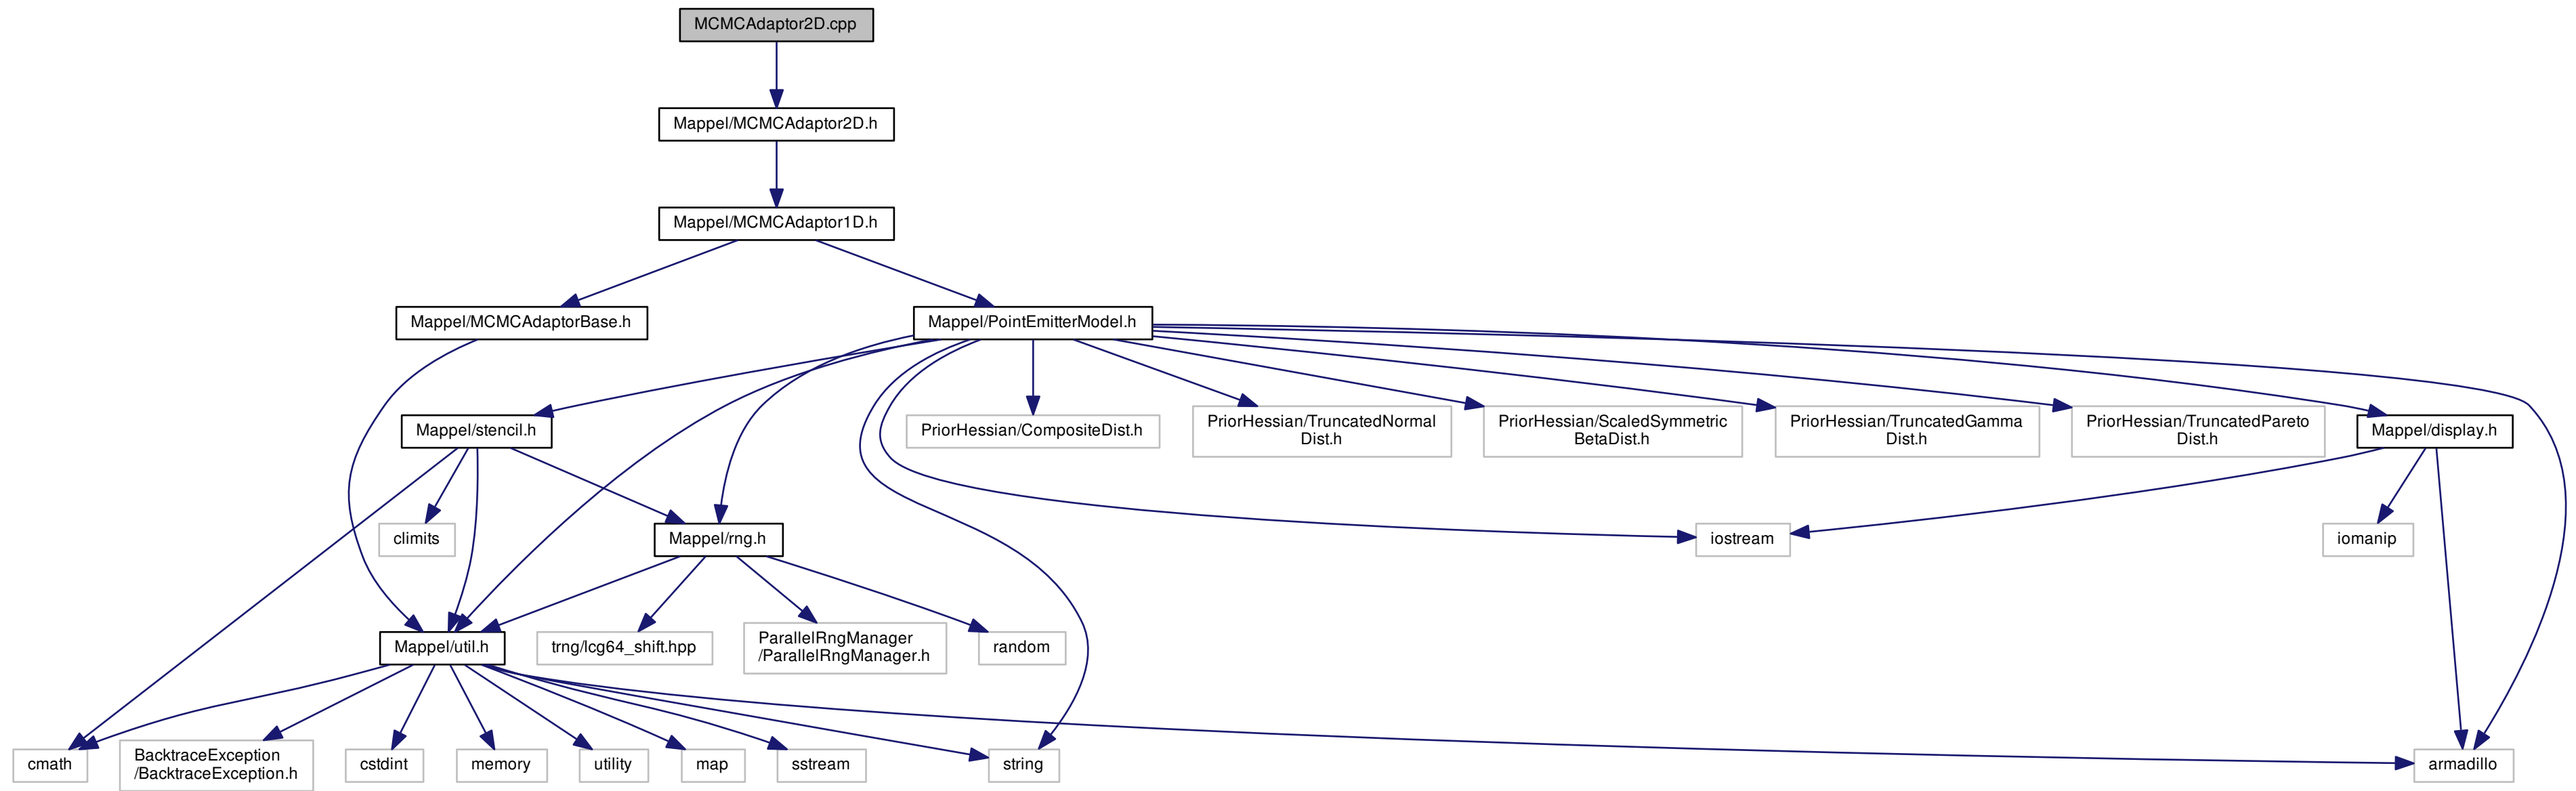 MCMCAdaptor2D.cpp
Mappel/MCMCAdaptor2D.h
Mappel/MCMCAdaptor1D.h
Mappel/MCMCAdaptorBase.h
Mappel/PointEmitterModel.h
Mappel/stencil.h
PriorHessian/CompositeDist.h
PriorHessian/TruncatedNormal
Dist.h
PriorHessian/ScaledSymmetric
BetaDist.h
PriorHessian/TruncatedGamma
Dist.h
PriorHessian/TruncatedPareto
Dist.h
Mappel/display.h
climits
Mappel/rng.h
iostream
iomanip
Mappel/util.h
trng/lcg64_shift.hpp
ParallelRngManager
/ParallelRngManager.h
random
cmath
BacktraceException
/BacktraceException.h
cstdint
memory
utility
map
sstream
string
armadillo